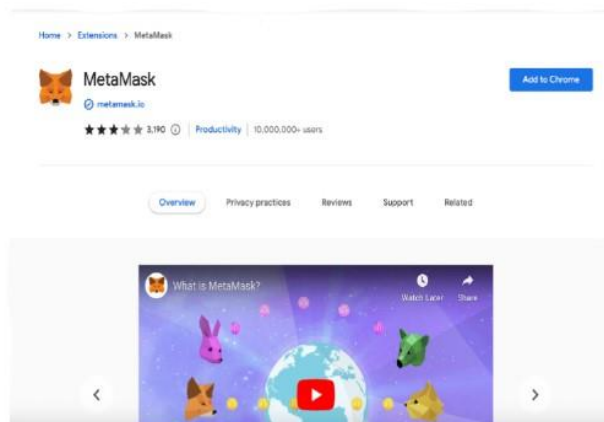 Home > Extensions > MetaMask
MetaMask
Add to Chrome
metamask.io
3,190 | Productivity | 10,000,000+ users
Overview Privacy practices Reviews Support Related
What is MetaMask?
Watch Later Share